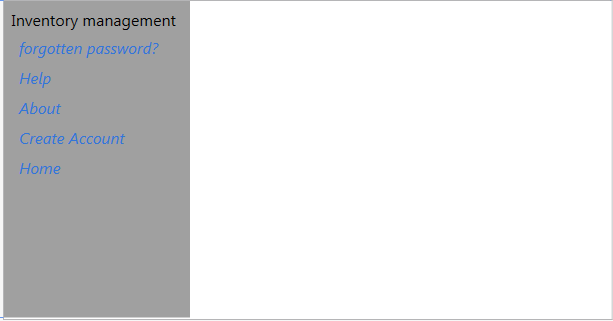 Inventory management
forgotten password?
Help
About
Create Account
Home